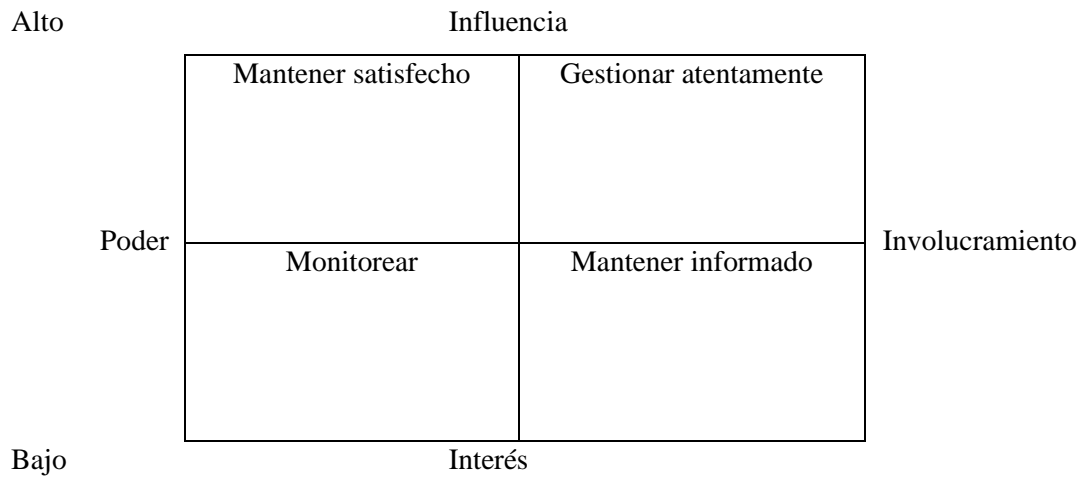 Alto Influencia
Mantener satisfecho Gestionar atentamente
Poder Involucramiento
Monitorear Mantener informado
Bajo Interés